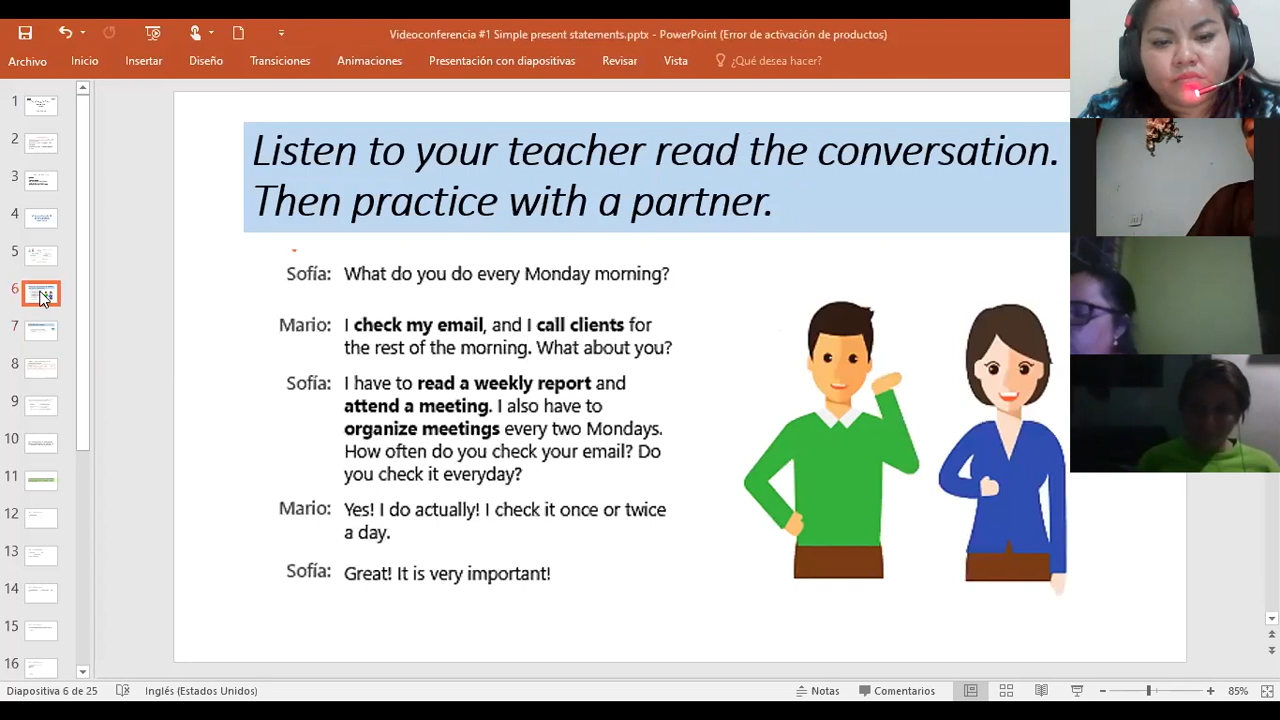 Videoconferencia #1 Simple present statements.pptx - PowerPoint (Error de activación de productos)
Archivo Inicio Insertar Diseño Transiciones Animaciones Presentación con diapositivas Revisar Vista ¿Qué desea hacer?
1
2
3
4
5
6
7
8
9
10
11
12
13
14
15
16
Listen to your teacher read the conversation.
Then practice with a partner.
Sofía: What do you do every Monday morning?
Mario: I check my email, and I call clients for
the rest of the morning. What about you?
Sofía: I have to read a weekly report and
attend a meeting. I also have to
organize meetings every two Mondays.
How often do you check your email? Do
you check it everyday?
Mario: Yes! I do actually! I check it once or twice
a day.
Sofía: Great! It is very important!
Diapositiva 6 de 25 Inglés (Estados Unidos) Notas Comentarios 85%